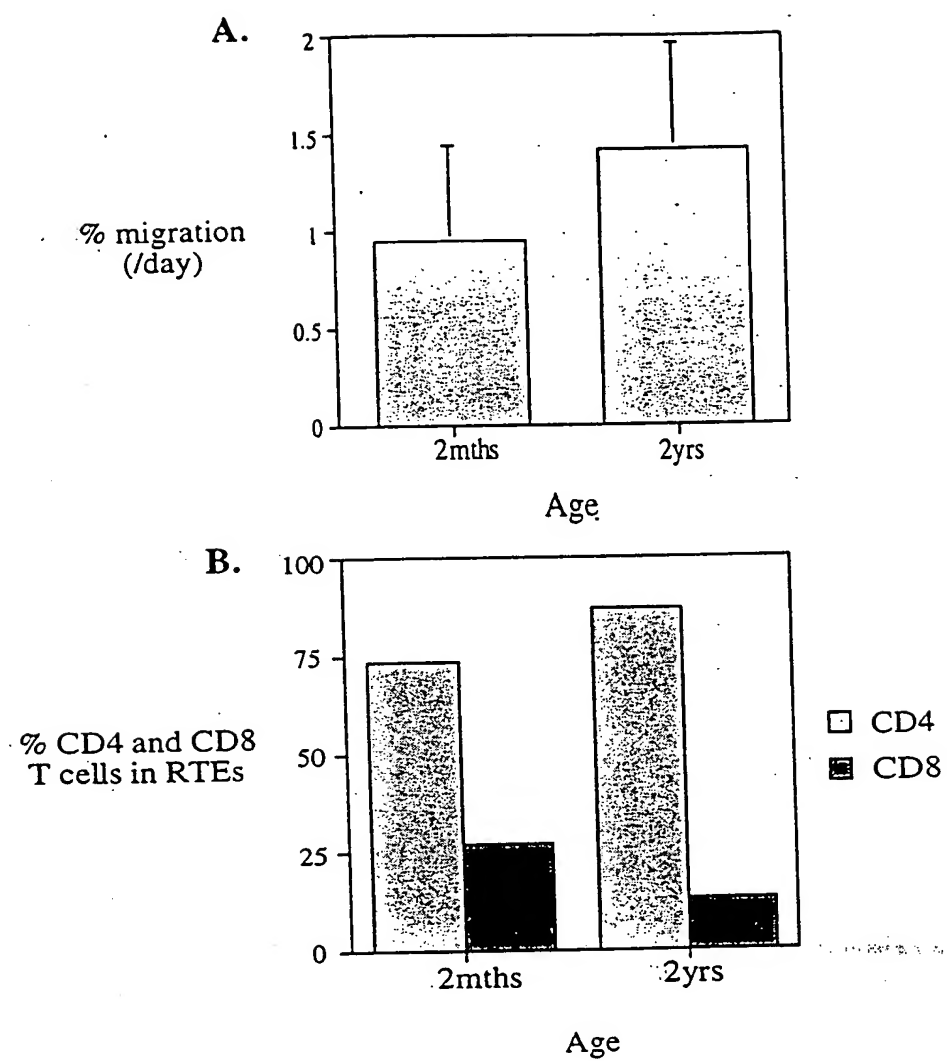 A.
2
1.5
1
0.5
0
% migration
(/day)
2mths
2yrs
Age
B.
100
75
50
25
0
% CD4 and CD8
T cells in RTEs
CD4
CD8
2mths
2yrs
Age